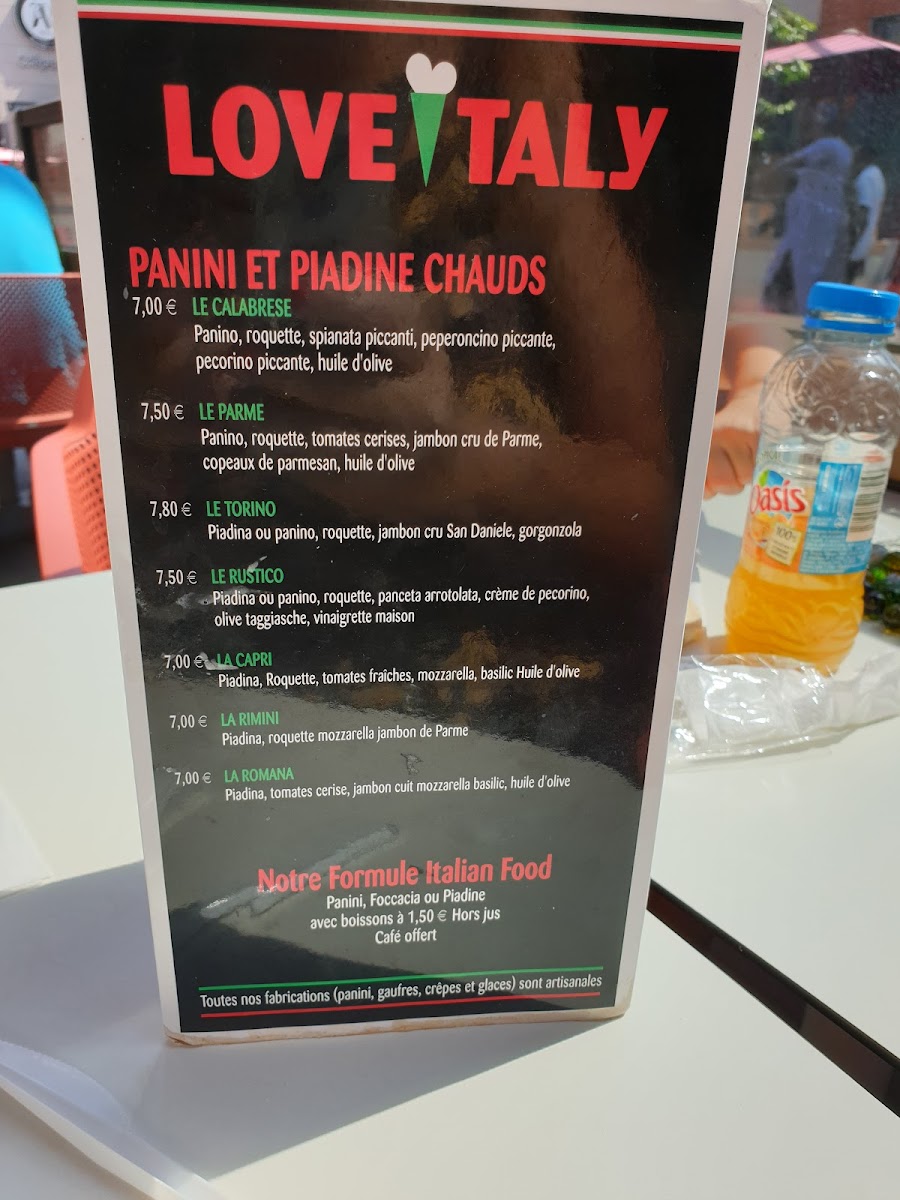 LOVE ITALY
PANINI ET PIADINE CHAUDS
7,00 € LE CALABRESE
Panino, roquette, spianata piccanti, peperoncino piccante,
pecorino piccante, huile d'olive
7,50 € LE PARME
Panino, roquette, tomates cerises, jambon cru de Parme,
copeaux de parmesan, huile d'olive
7,80 € LE TORINO
Piadina ou panino, roquette, jambon cru San Daniele, gorgonzola
7,50 € LE RUSTICO
Piadina ou panino, roquette, panceta arrotolata, crème de pecorino,
olive taggiasche, vinaigrette maison
7,00 € LA CAPRI
Piadina, Roquette, tomates fraîches, mozzarella, basilic Huile d'olive
7,00 € LA RIMINI
Piadina, roquette mozzarella jambon de Parme
7,00 € LA ROMANA
Piadina, tomates cerise, jambon cuit mozzarella basilic, huile d'olive
Notre Formule Italian Food
Panini, Foccacia ou Piadine
avec boissons à 1,50 € Hors jus
Café offert
Toutes nos fabrications (panini, gaufres, crêpes et glaces) sont artisanales
Oasis